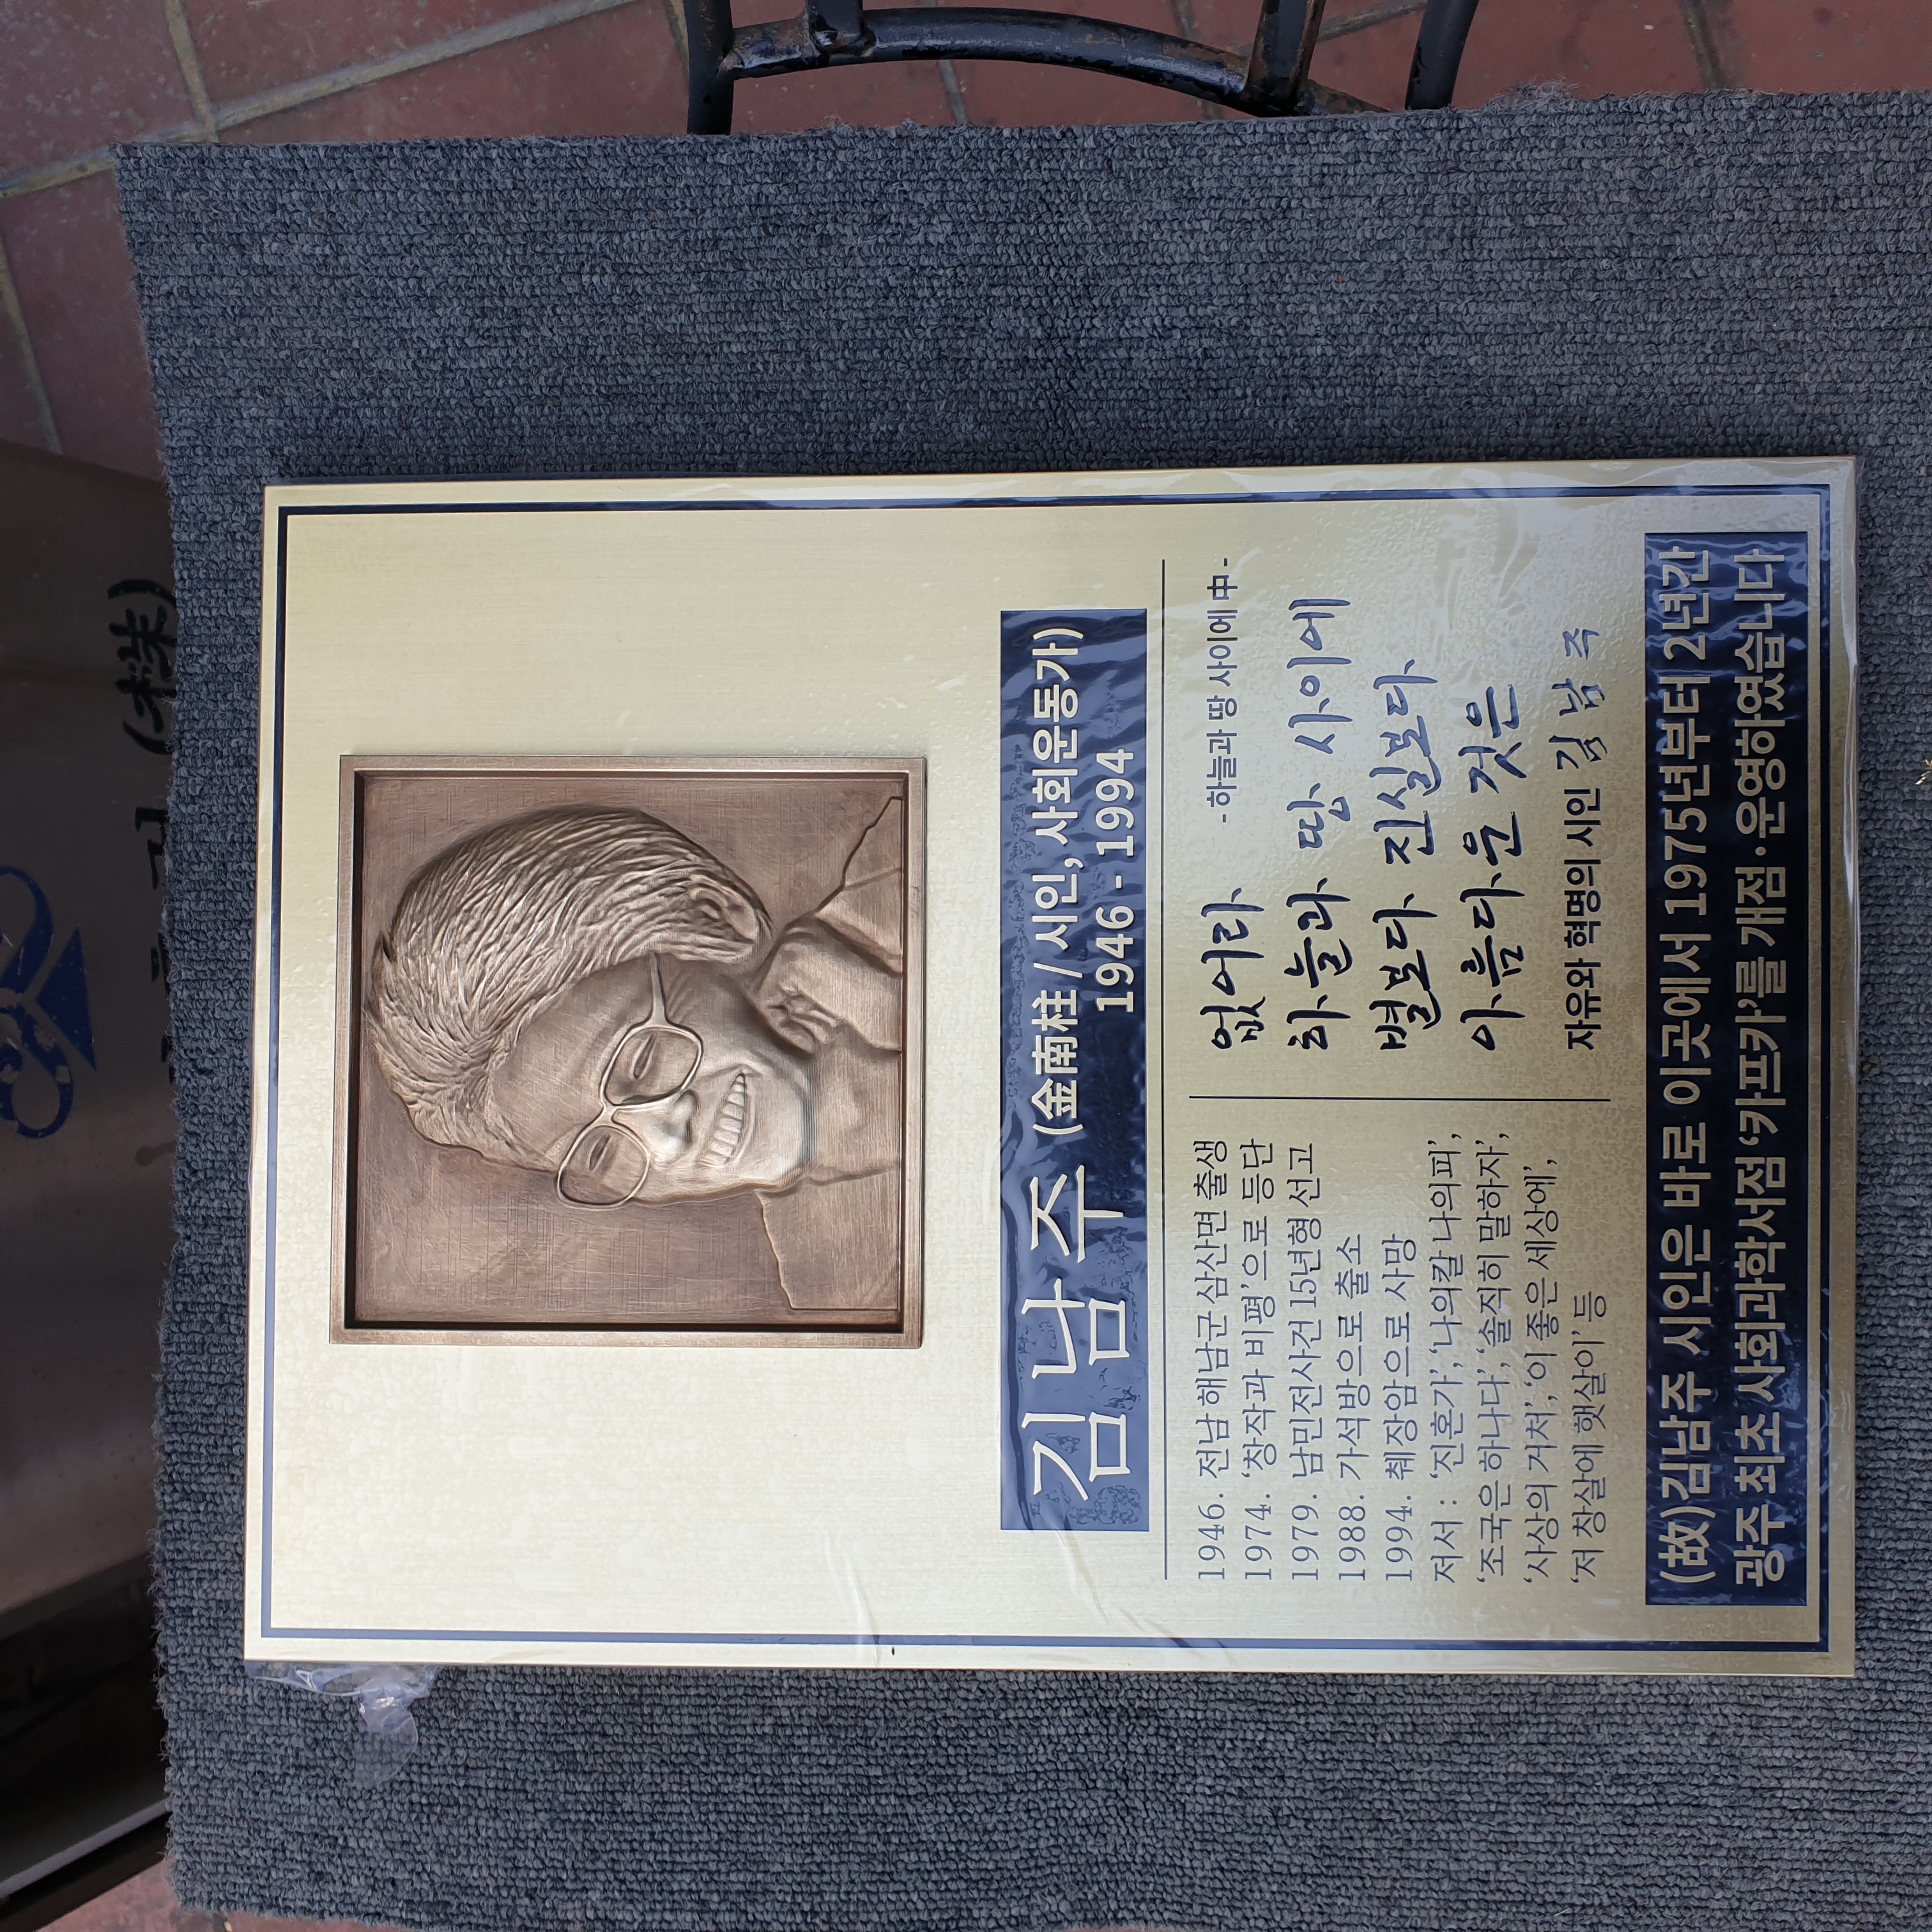 김남주 (金南柱 / 시인, 사회운동가)
1946 - 1994
1946. 전남 해남군 삼산면 출생
1974. ‘창작과 비평’으로 등단
1979. 남민전사건 15년형 선고
1988. 가석방으로 출소
1994. 췌장암으로 사망
저서 : ‘진혼가’, ‘나의칼 나의피’,
‘조국은 하나다’, ‘솔직히 말하자’,
‘사상의 거처’, ‘이 좋은 세상에’,
‘저 창살에 햇살이’ 등
없어라
- 하늘과 땅 사이에 中 -
하늘과 땅 사이에
별보다 진실보다
아름다운 것은
자유와 혁명의 시인 김남주
(故)김남주 시인은 바로 이곳에서 1975년부터 2년간
광주 최초 사회과학서점 ‘카프카’를 개점·운영하였습니다
(株)